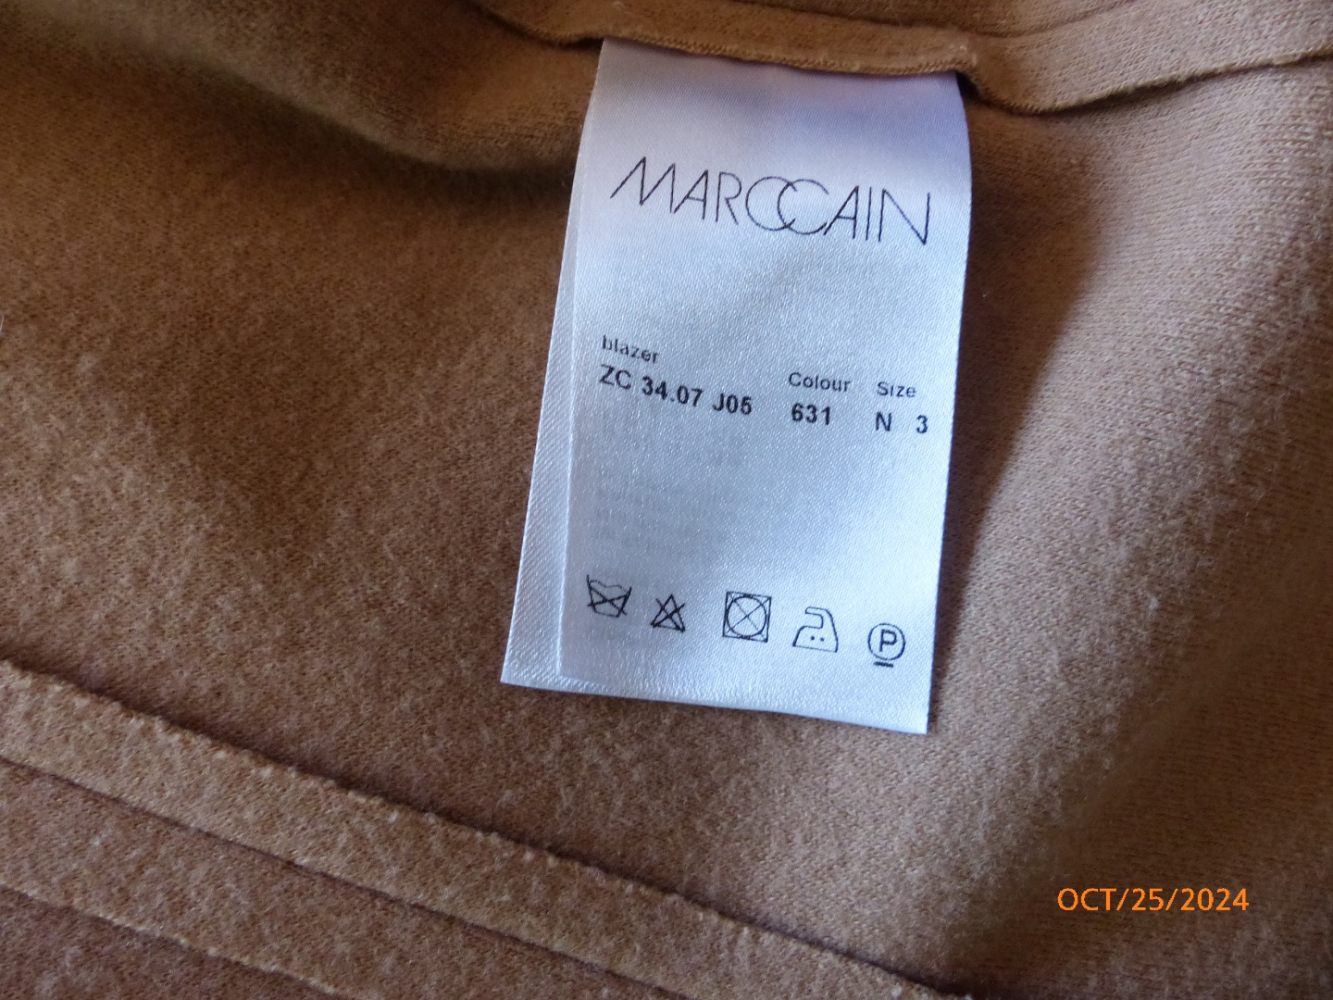 MARCCAIN
blazer Colour Size
ZC 34.07 J05 631 N 3
P
OCT/25/2024